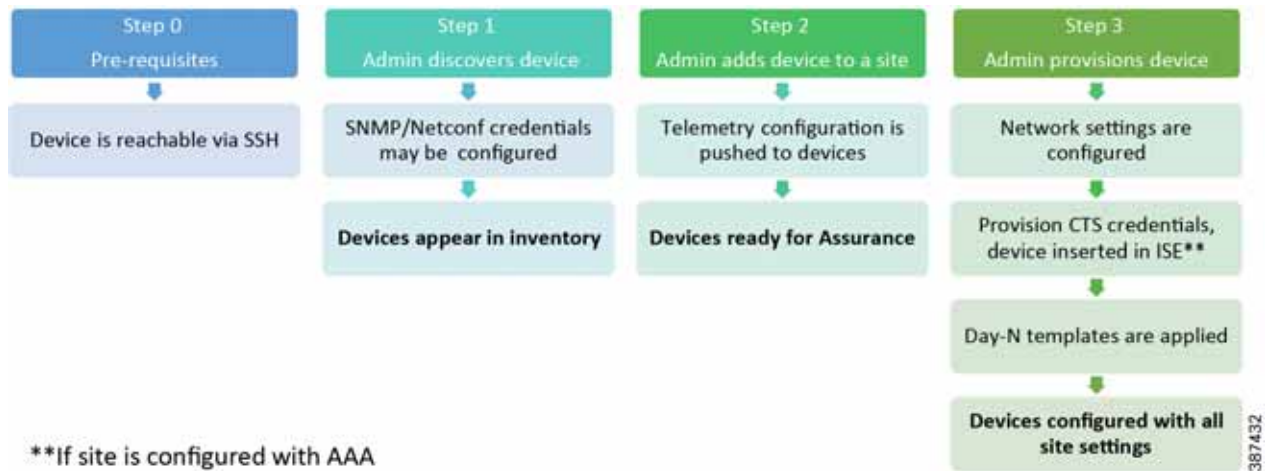 Step 0
Pre-requisites
Device is reachable via SSH
Step 1
Admin discovers device
SNMP/Netconf credentials
may be configured
Devices appear in inventory
Step 2
Admin adds device to a site
Telemetry configuration is
pushed to devices
Devices ready for Assurance
Step 3
Admin provisions device
Network settings are
configured
Provision CTS credentials,
device inserted in ISE**
Day-N templates are applied
Devices configured with all
site settings
**If site is configured with AAA
387432